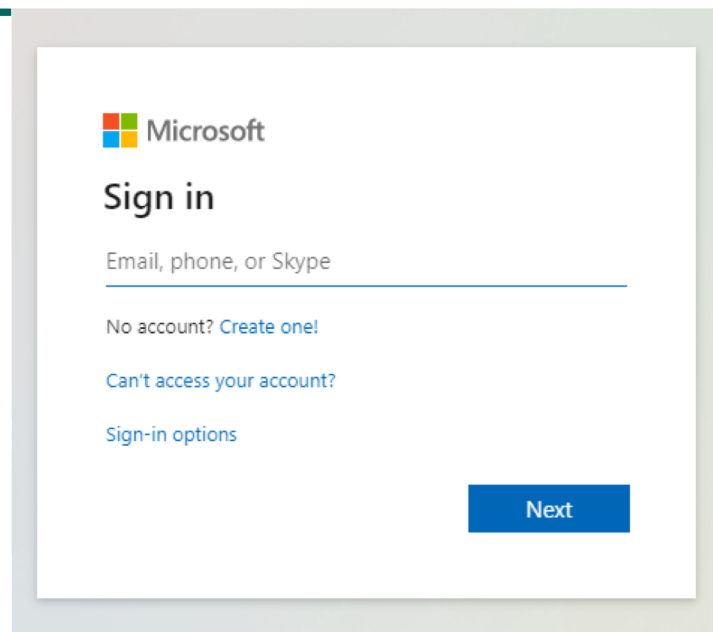 Microsoft
Sign in
Email, phone, or Skype
No account? Create one!
Can't access your account?
Sign-in options
Next